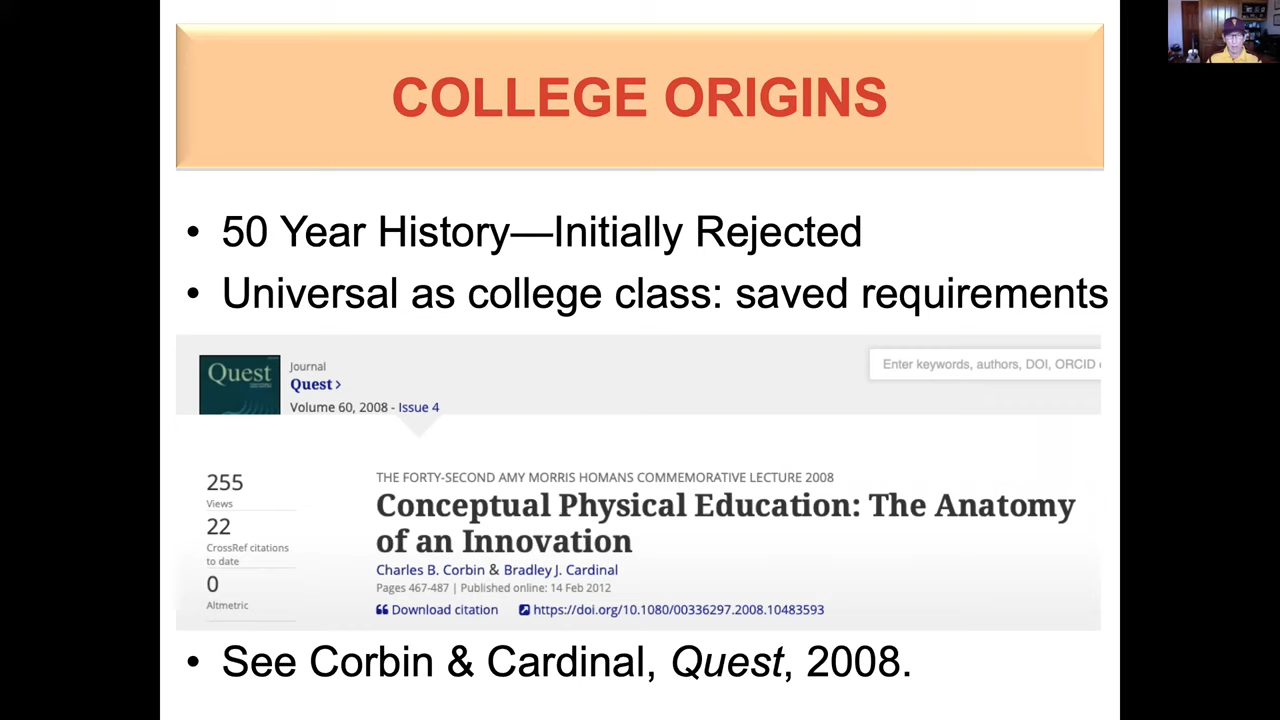 COLLEGE ORIGINS
• 50 Year History—Initially Rejected
• Universal as college class: saved requirements
Quest
Journal
Quest >
Volume 60, 2008 - Issue 4
Enter keywords, authors, DOI, ORCID
255
Views
22
CrossRef citations
to date
0
Altmetric
THE FORTY-SECOND AMY MORRIS HOMANS COMMEMORATIVE LECTURE 2008
Conceptual Physical Education: The Anatomy
of an Innovation
Charles B. Corbin & Bradley J. Cardinal
Pages 467-487 | Published online: 14 Feb 2012
Download citation https://doi.org/10.1080/00336297.2008.10483593
• See Corbin & Cardinal, Quest, 2008.